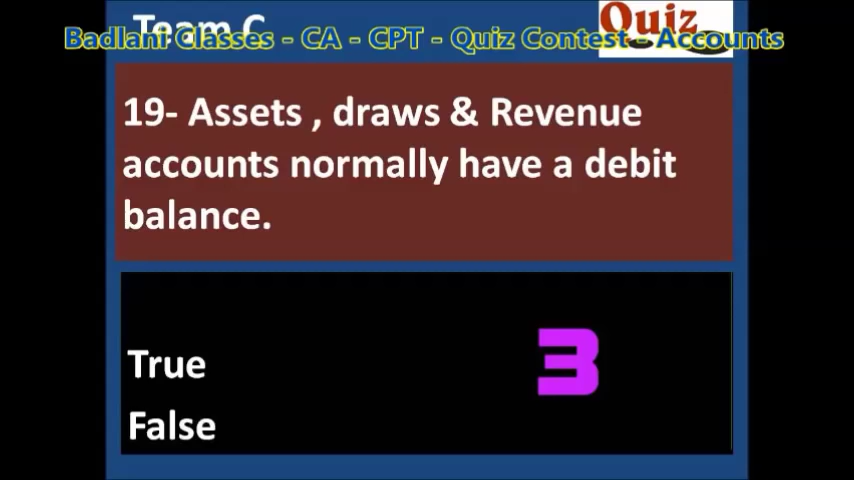 Team C
Quiz
Badlani Classes - CA - CPT - Quiz Contest - Accounts
19- Assets , draws & Revenue
accounts normally have a debit
balance.
3
True
False